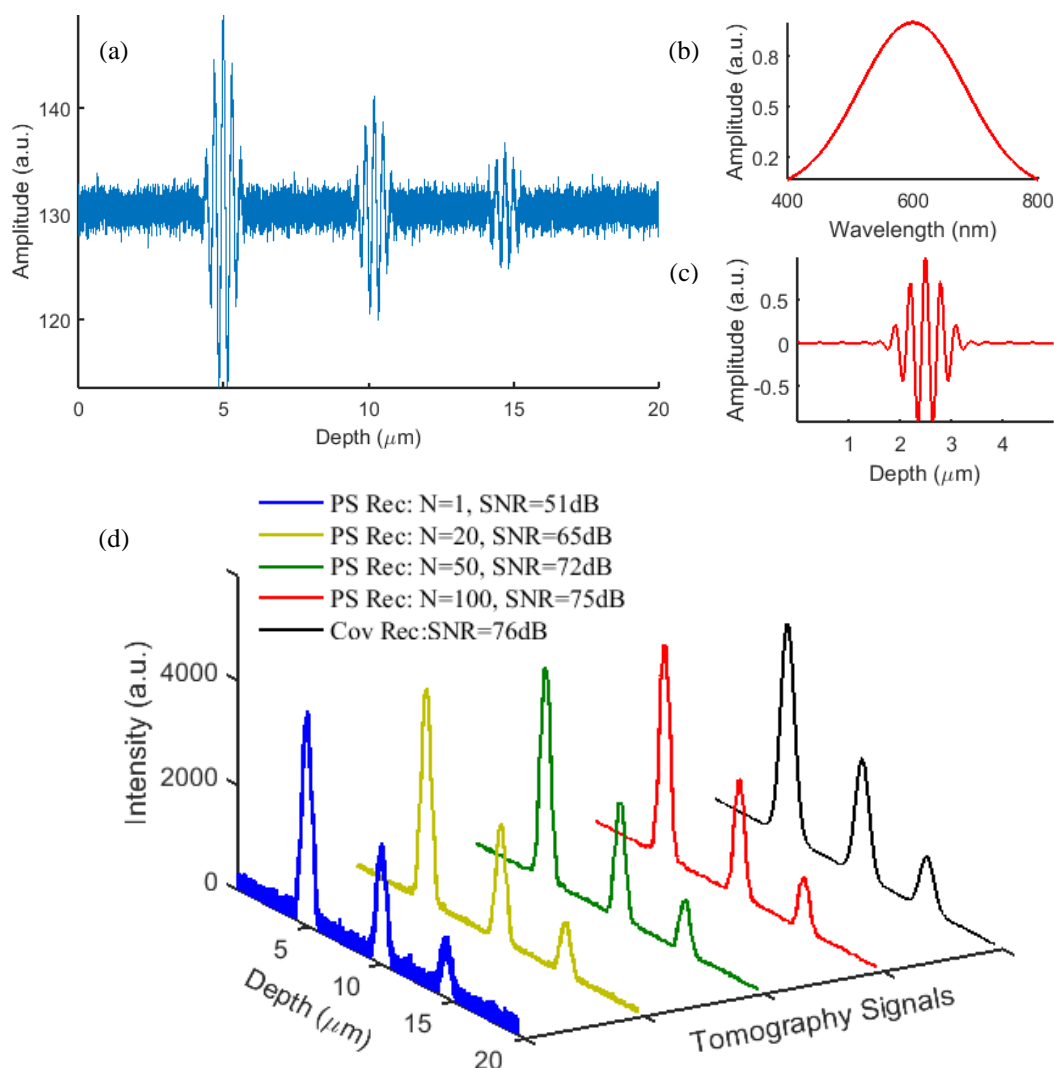 (a)
Amplitude (a.u.)
140
130
120
0 5 10 15 20
Depth (μm)
(b)
Amplitude (a.u.)
0.8
0.5
0.2
400 600 800
Wavelength (nm)
(c)
Amplitude (a.u.)
0.5
0
-0.5
1 2 3 4
Depth (μm)
(d)
PS Rec: N=1, SNR=51dB
PS Rec: N=20, SNR=65dB
PS Rec: N=50, SNR=72dB
PS Rec: N=100, SNR=75dB
Cov Rec:SNR=76dB
Intensity (a.u.)
4000
2000
0
5
10
15
20
Depth (μm)
Tomography Signals